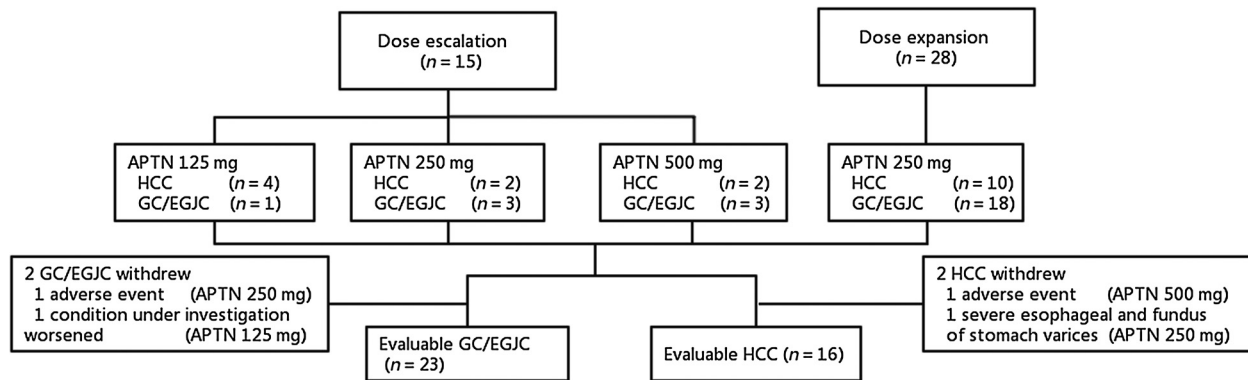 Dose escalation
(n = 15)
Dose expansion
(n = 28)
APTN 125 mg
HCC (n = 4)
GC/EGJC (n = 1)
APTN 250 mg
HCC (n = 2)
GC/EGJC (n = 3)
APTN 500 mg
HCC (n = 2)
GC/EGJC (n = 3)
APTN 250 mg
HCC (n = 10)
GC/EGJC (n = 18)
2 GC/EGJC withdrew
1 adverse event (APTN 250 mg)
1 condition under investigation
worsened (APTN 125 mg)
2 HCC withdrew
1 adverse event (APTN 500 mg)
1 severe esophageal and fundus
of stomach varices (APTN 250 mg)
Evaluable GC/EGJC
(n = 23)
Evaluable HCC (n = 16)